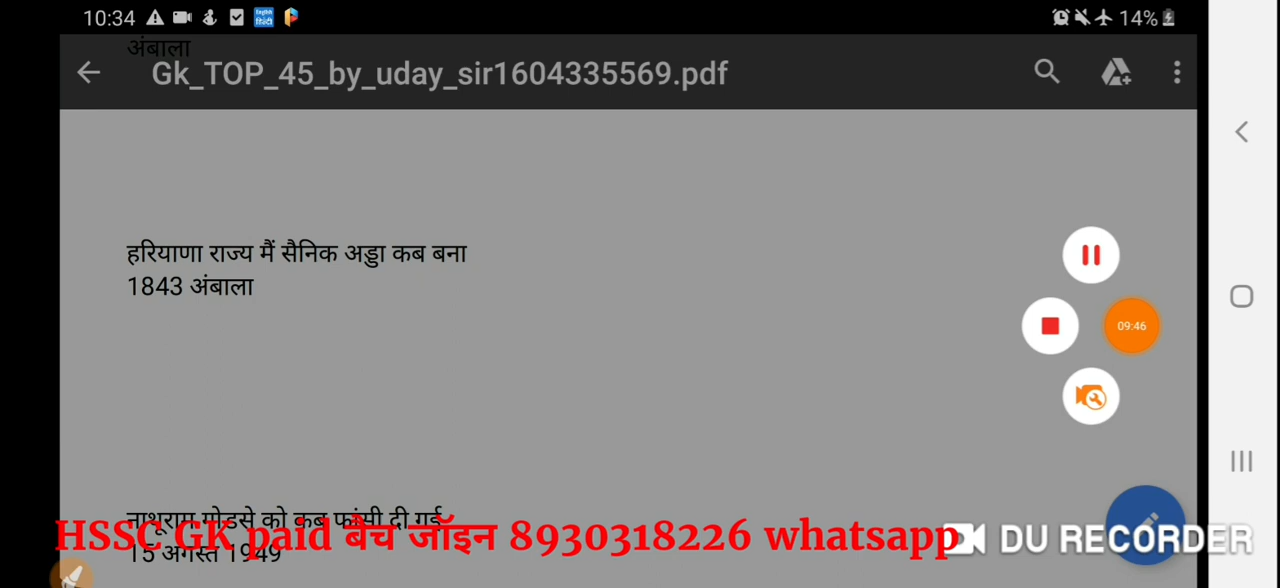 10:34
14%
अंबाला
Gk_TOP_45_by_uday_sir1604335569.pdf
हरियाणा राज्य मैं सैनिक अड्डा कब बना
1843 अंबाला
09:46
नाथूराम गोडसे को कब फांसी दी गई
HSSC GK paid बैच जॉइन 8930318226 whatsapp
DU RECORDER
15 अगस्त 1949